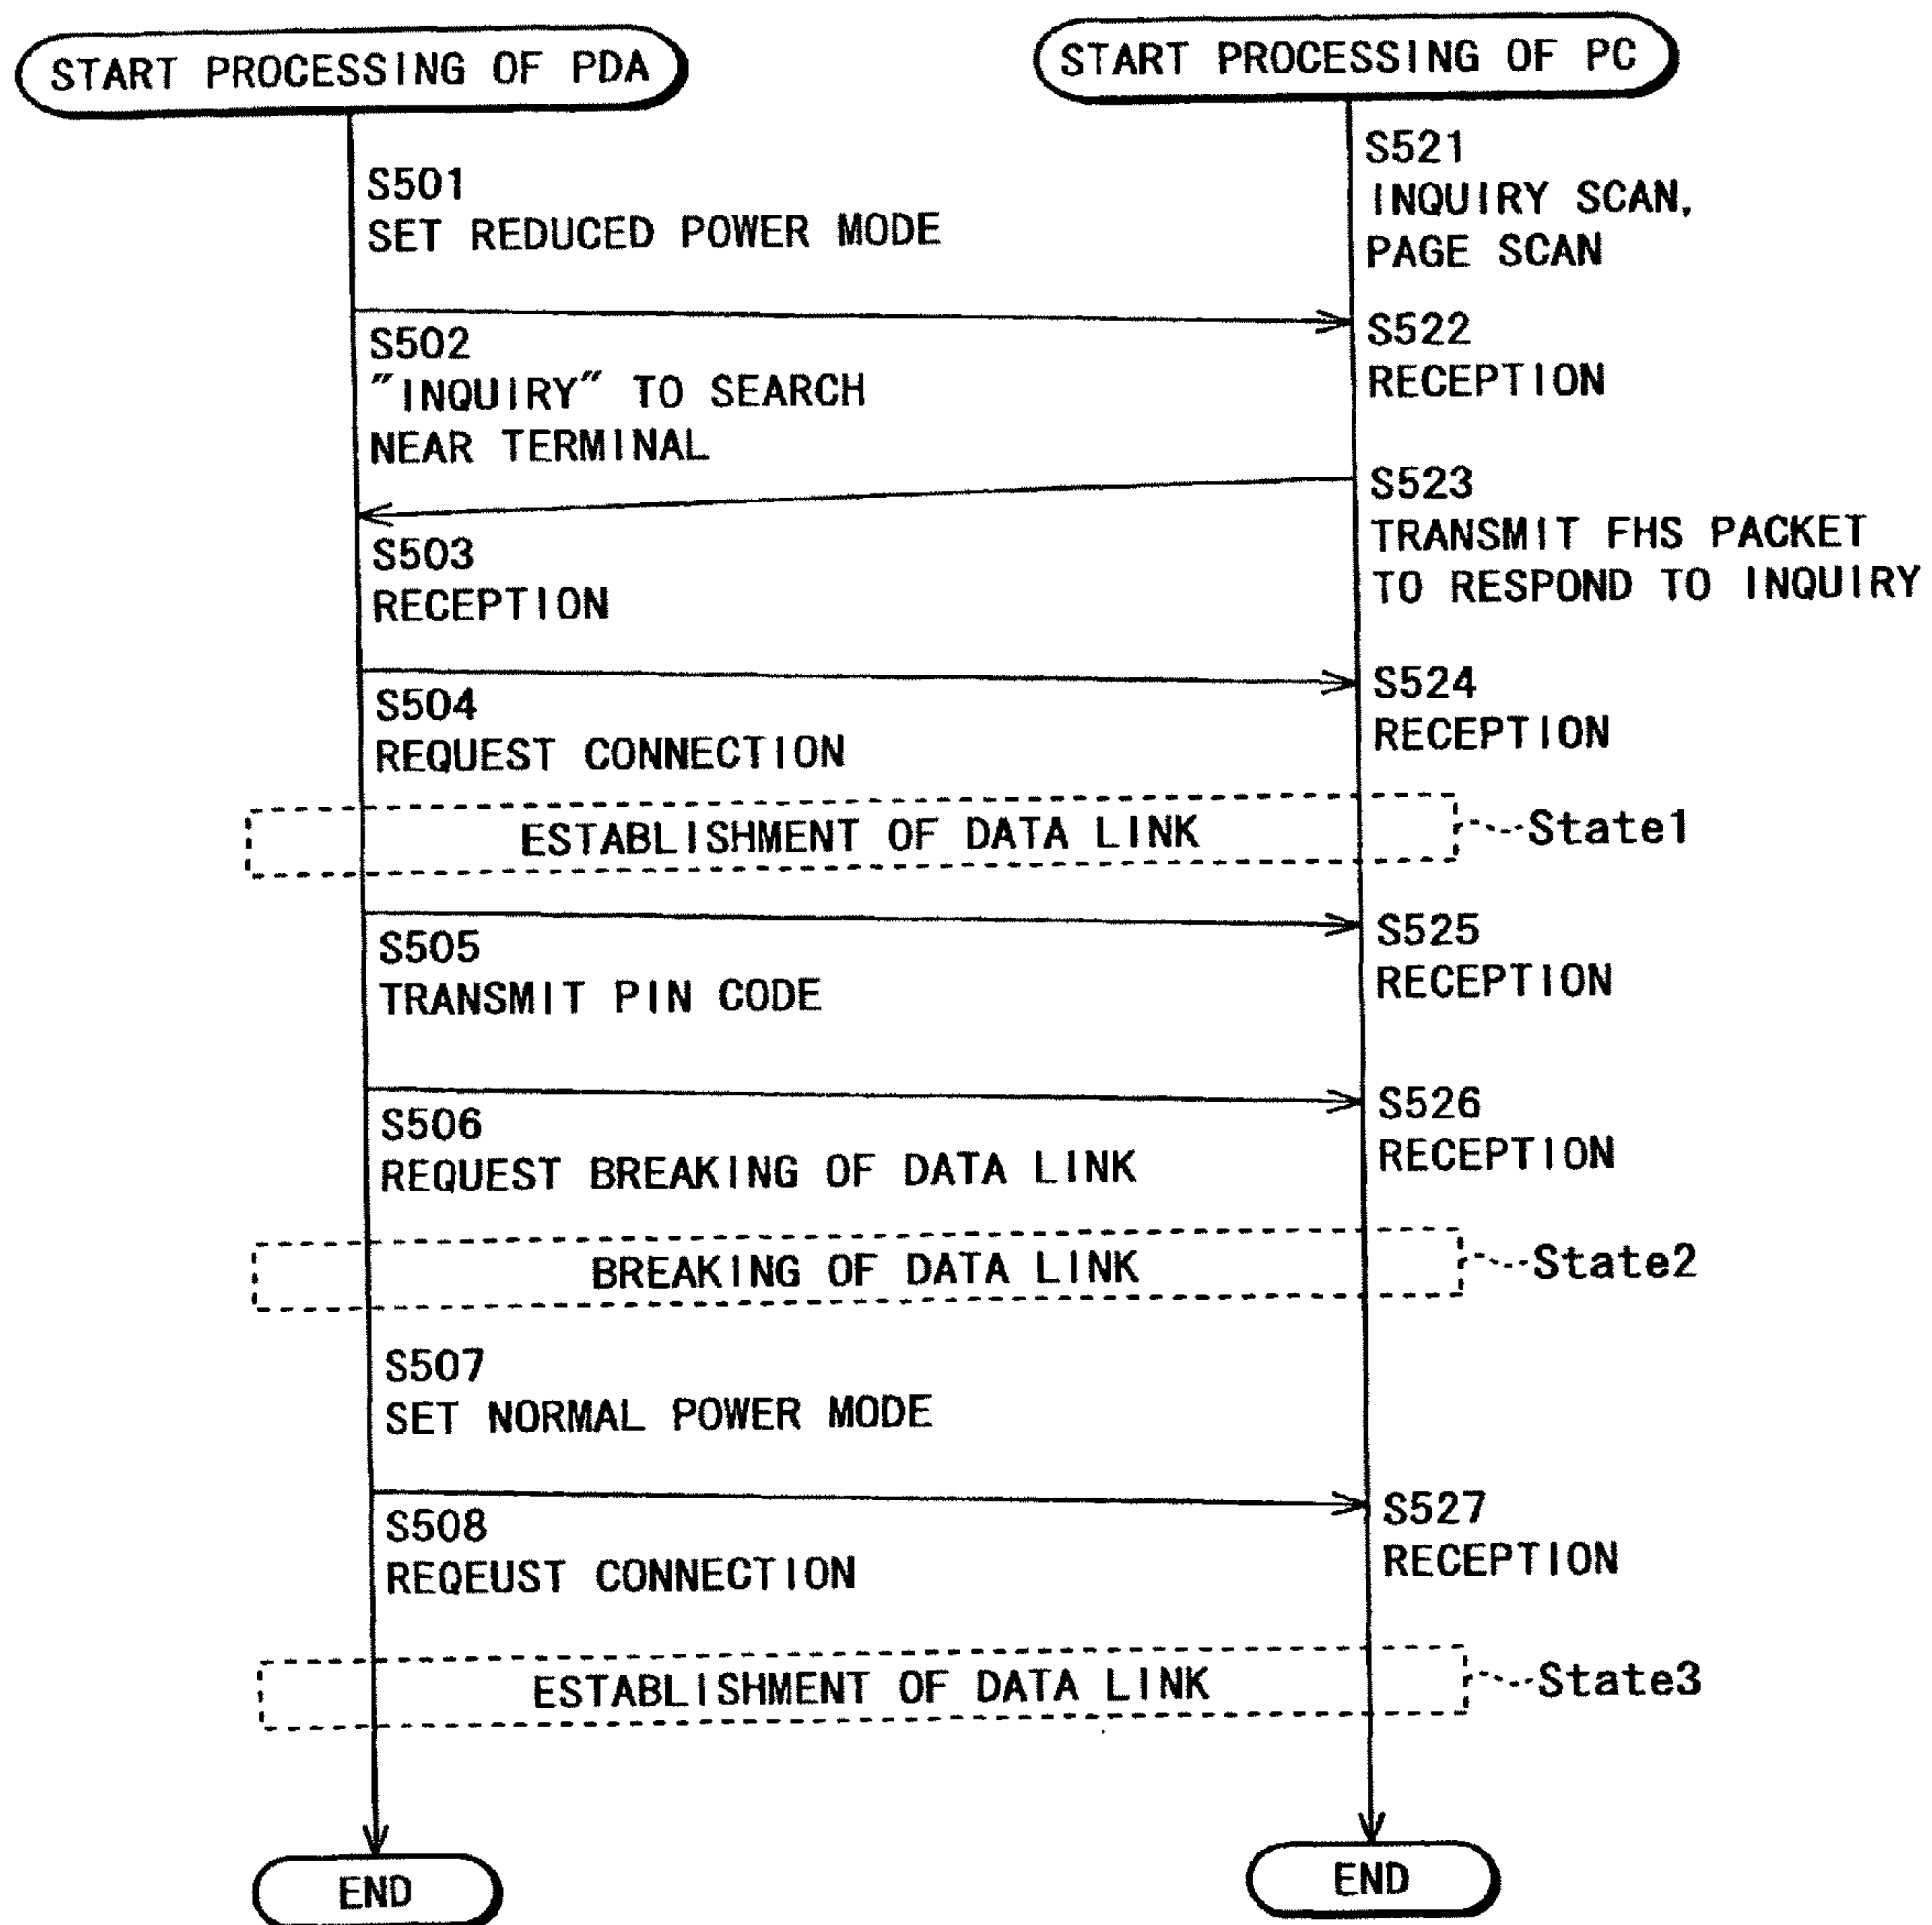 START PROCESSING OF PDA
START PROCESSING OF PC
S501
SET REDUCED POWER MODE
S521
INQUIRY SCAN,
PAGE SCAN
S502
"INQUIRY" TO SEARCH
NEAR TERMINAL
S522
RECEPTION
S503
RECEPTION
S523
TRANSMIT FHS PACKET
TO RESPOND TO INQUIRY
S504
REQUEST CONNECTION
S524
RECEPTION
ESTABLISHMENT OF DATA LINK
State1
S505
TRANSMIT PIN CODE
S525
RECEPTION
S506
REQUEST BREAKING OF DATA LINK
S526
RECEPTION
BREAKING OF DATA LINK
State2
S507
SET NORMAL POWER MODE
S508
REQEUST CONNECTION
S527
RECEPTION
ESTABLISHMENT OF DATA LINK
State3
END
END